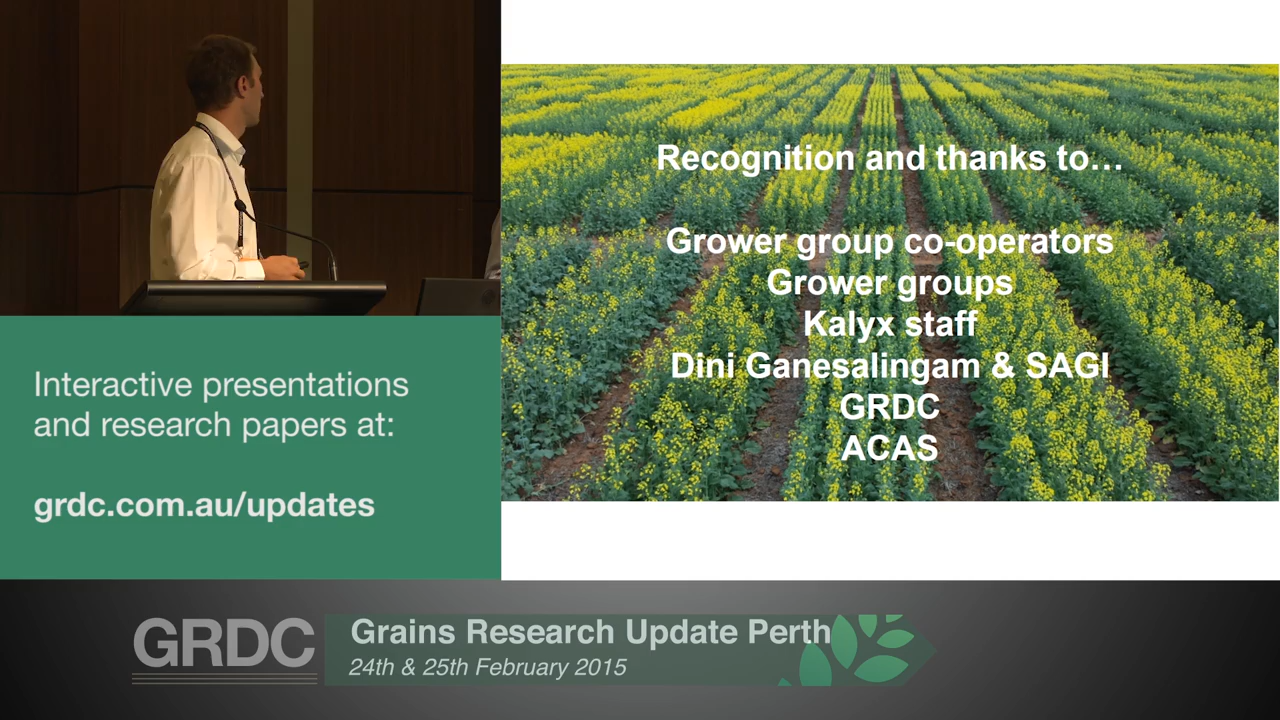 Recognition and thanks to…
Grower group co-operators
Grower groups
Kalyx staff
Dini Ganesalingam & SAGI
GRDC
ACAS
Interactive presentations
and research papers at:
grdc.com.au/updates
GRDC
Grains Research Update Perth
24th & 25th February 2015